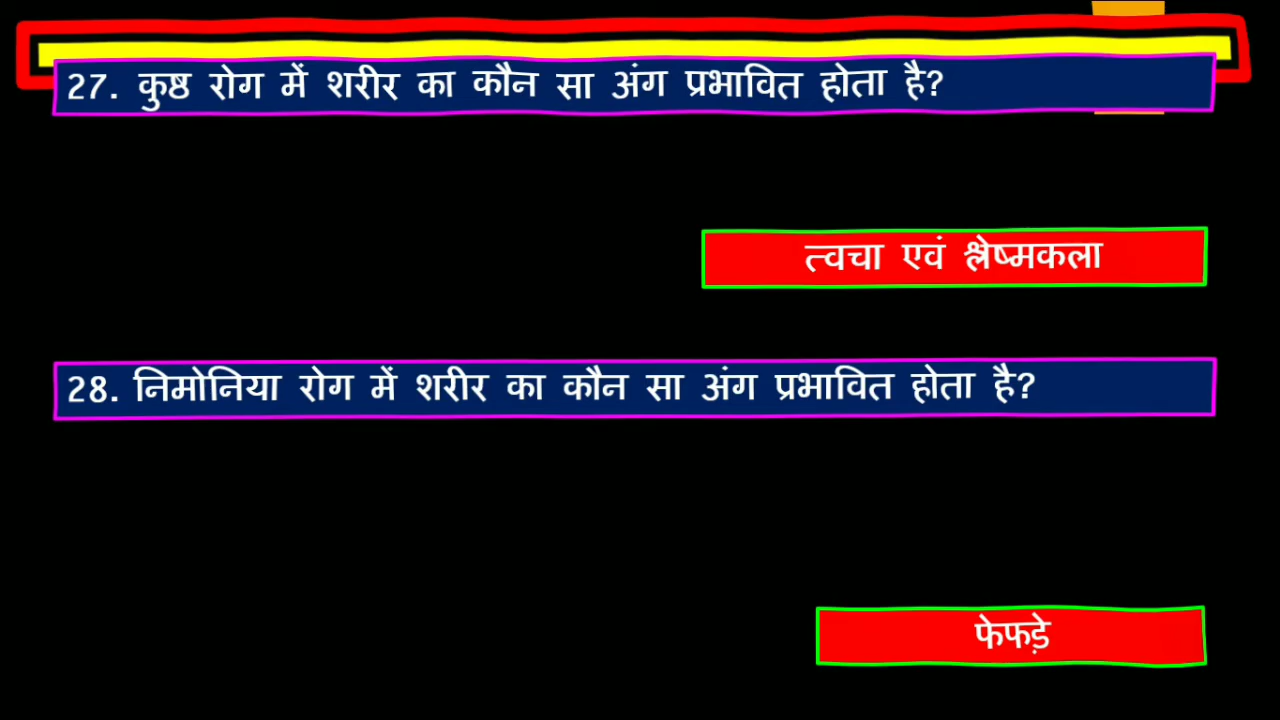 27. कुष्ठ रोग में शरीर का कौन सा अंग प्रभावित होता है?
त्वचा एवं श्लेष्मकला
28. निमोनिया रोग में शरीर का कौन सा अंग प्रभावित होता है?
फेफड़े